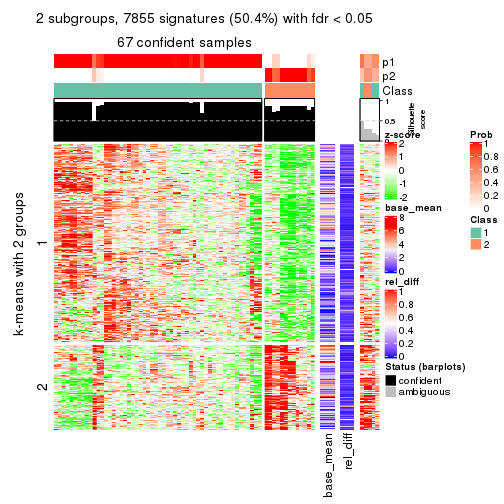 2 subgroups, 7855 signatures (50.4%) with fdr < 0.05
67 confident samples
p1
p2
Class
1
0.5
0
Silhouette
score
k-means with 2 groups
1
2
base_mean
rel_diff
z-score
2
1
0
-1
-2
base_mean
8
6
4
2
0
rel_diff
1
0.8
0.6
0.4
0.2
0
Status (barplots)
confident
ambiguous
Prob
1
0.8
0.6
0.4
0.2
0
Class
1
2